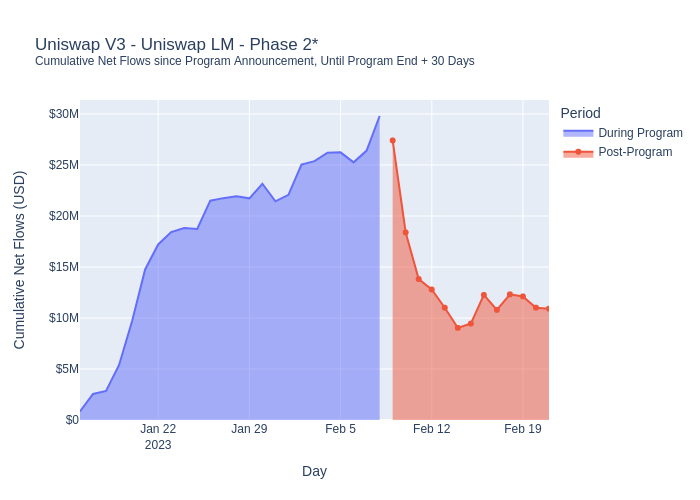 Uniswap V3 - Uniswap LM - Phase 2*
Cumulative Net Flows since Program Announcement, Until Program End + 30 Days
Period
During Program
Post-Program
Cumulative Net Flows (USD)
$30M
$25M
$20M
$15M
$10M
$5M
$0
Jan 22
2023
Jan 29
Feb 5
Feb 12
Feb 19
Day